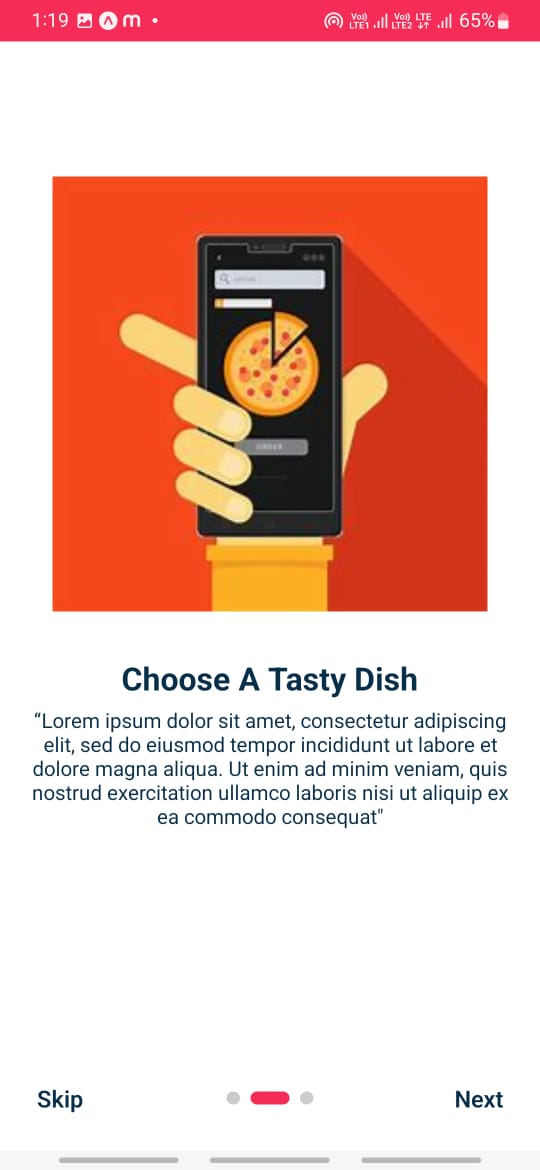 1:19 m • Vo) LTE1 Vo) LTE2 LTE 65%
ORDER
Choose A Tasty Dish
“Lorem ipsum dolor sit amet, consectetur adipiscing
elit, sed do eiusmod tempor incididunt ut labore et
dolore magna aliqua. Ut enim ad minim veniam, quis
nostrud exercitation ullamco laboris nisi ut aliquip ex
ea commodo consequat"
Skip Next